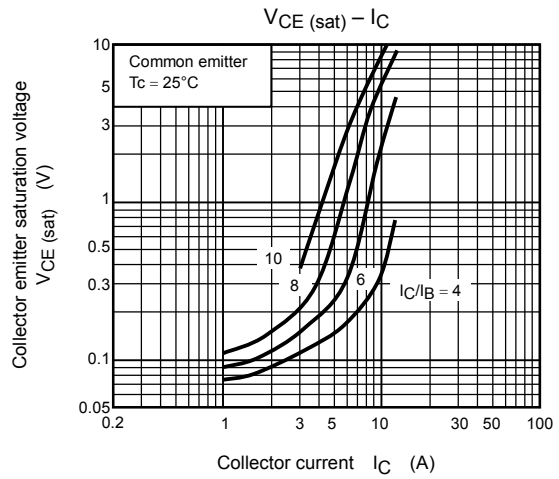 VCE (sat) – IC
Common emitter
Tc = 25°C
Collector emitter saturation voltage
VCE (sat) (V)
10
5
3
1
0.5
0.3
0.1
0.05
10
8
6
IC/IB = 4
0.2
1
3
5
10
30
50
100
Collector current IC (A)